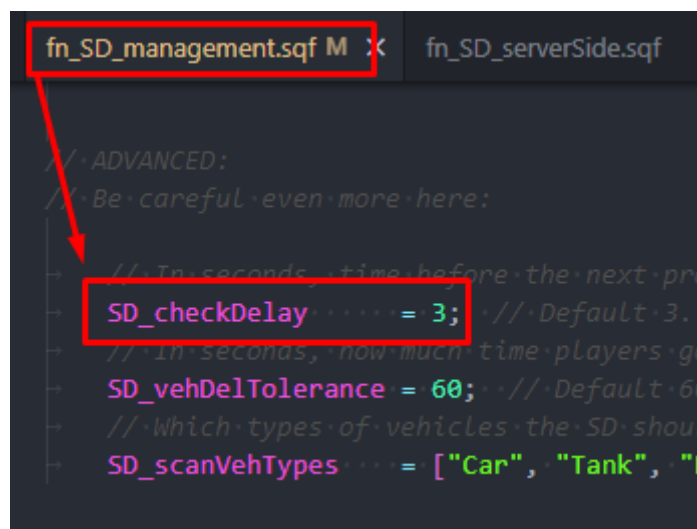 fn_SD_management.sqf M × fn_SD_serverSide.sqf
// ADVANCED:
// Be careful even more here:
// In seconds, time before the next
SD_checkDelay = 3; // Default 3.
// In seconds, how much time players
SD_vehDelTolerance = 60; // Default
// Which types of vehicles the SD
SD_scanVehTypes = ["Car", "Tank", "